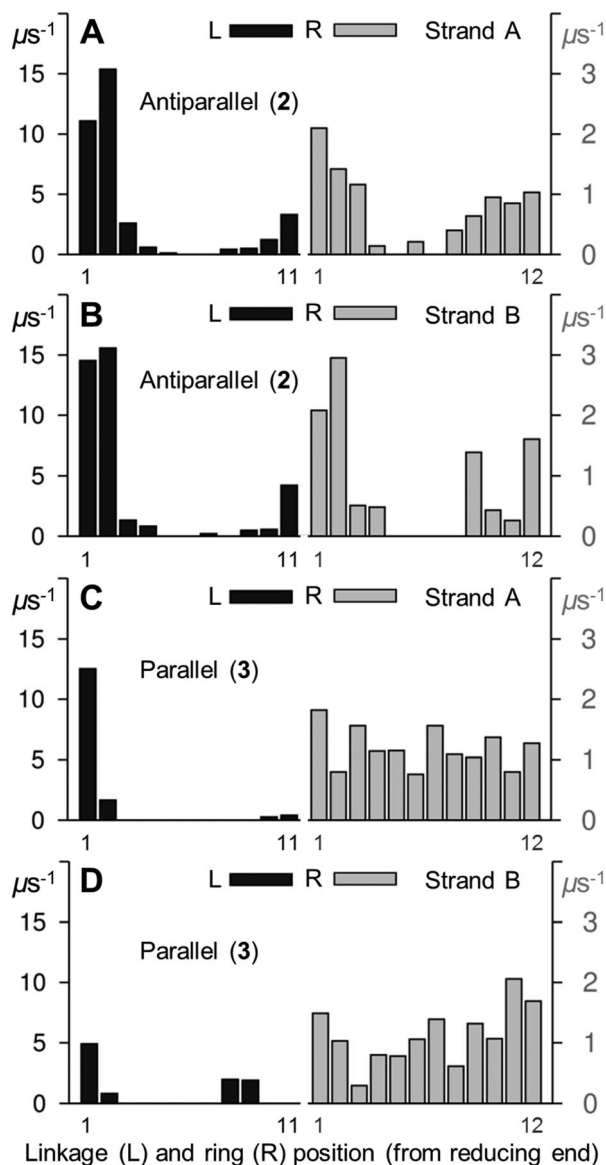 A
µs-1
L R Strand A
µs-1
15
10
5
0
Antiparallel (2)
3
2
1
0
1 11 1 12
B
µs-1
L R Strand B
µs-1
15
10
5
0
Antiparallel (2)
3
2
1
0
1 11 1 12
C
µs-1
L R Strand A
µs-1
15
10
5
0
Parallel (3)
3
2
1
0
1 11 1 12
D
µs-1
L R Strand B
µs-1
15
10
5
0
Parallel (3)
3
2
1
0
1 11 1 12
Linkage (L) and ring (R) position (from reducing end)